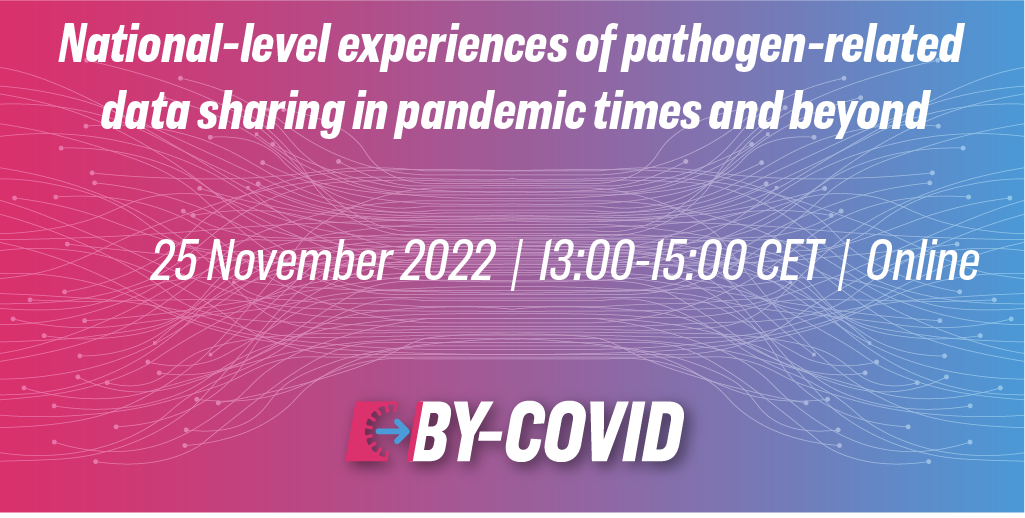 National-level experiences of pathogen-related
data sharing in pandemic times and beyond
25 November 2022 | 13:00-15:00 CET | Online
BY-COVID